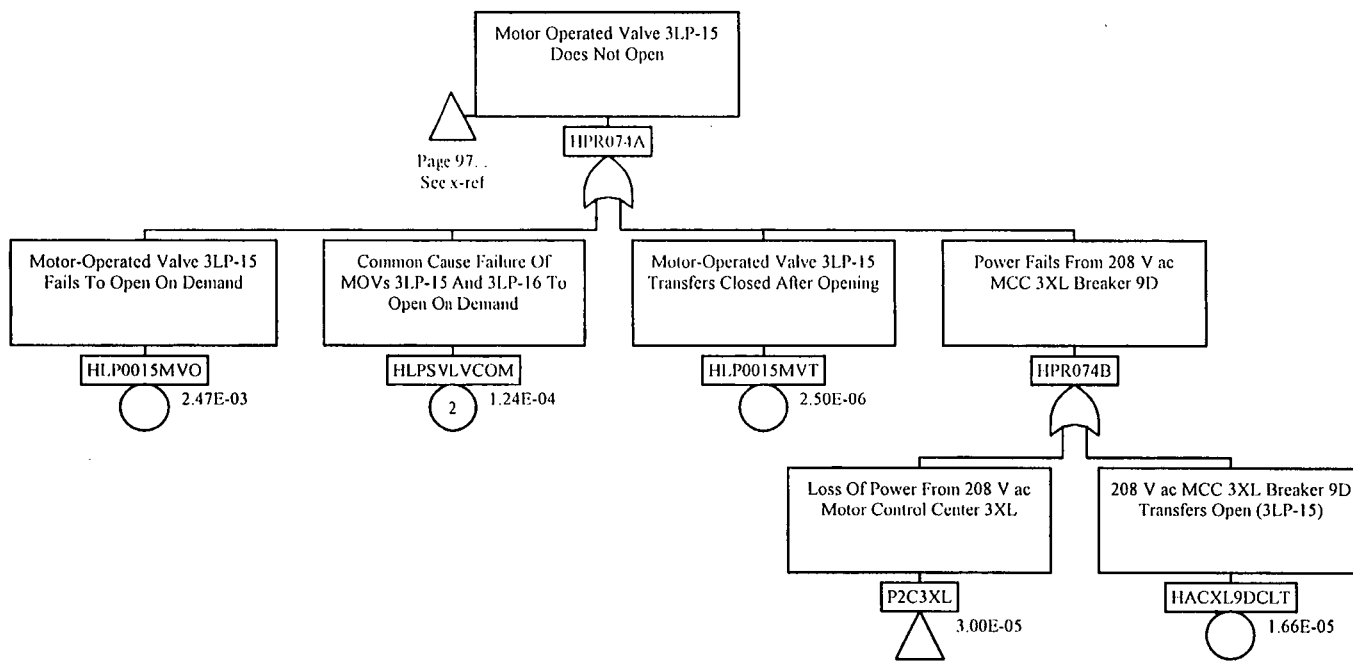 Motor Operated Valve 3LP-15
Does Not Open
HPR074A
Page 97. .
See x-ref
Motor-Operated Valve 3LP-15
Fails To Open On Demand
HLP0015MVO
2.47E-03
Common Cause Failure Of
MOVs 3LP-15 And 3LP-16 To
Open On Demand
HLPSVLVCOM
2
1.24E-04
Motor-Operated Valve 3LP-15
Transfers Closed After Opening
HLP0015MVT
2.50E-06
Power Fails From 208 V ac
MCC 3XL Breaker 9D
HPR074B
Loss Of Power From 208 V ac
Motor Control Center 3XL
P2C3XL
3.00E-05
208 V ac MCC 3XL Breaker 9D
Transfers Open (3LP-15)
HACXL9DCLT
1.66E-05